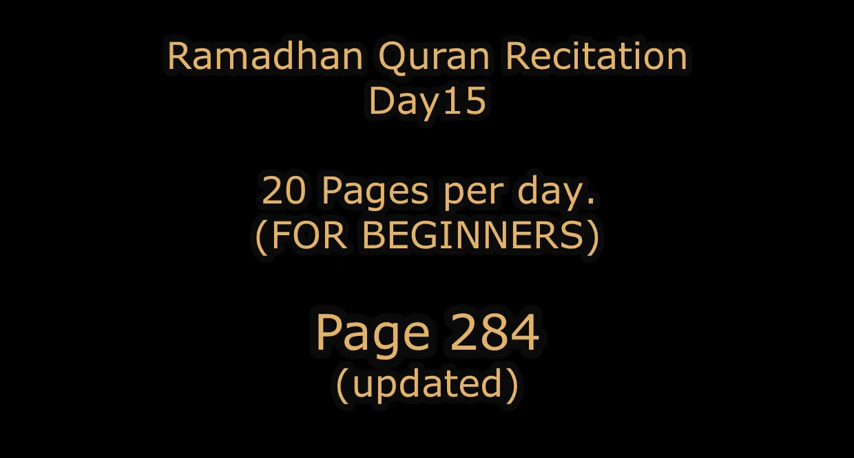 Ramadhan Quran Recitation
Day15
20 Pages per day.
(FOR BEGINNERS)
Page 284
(updated)